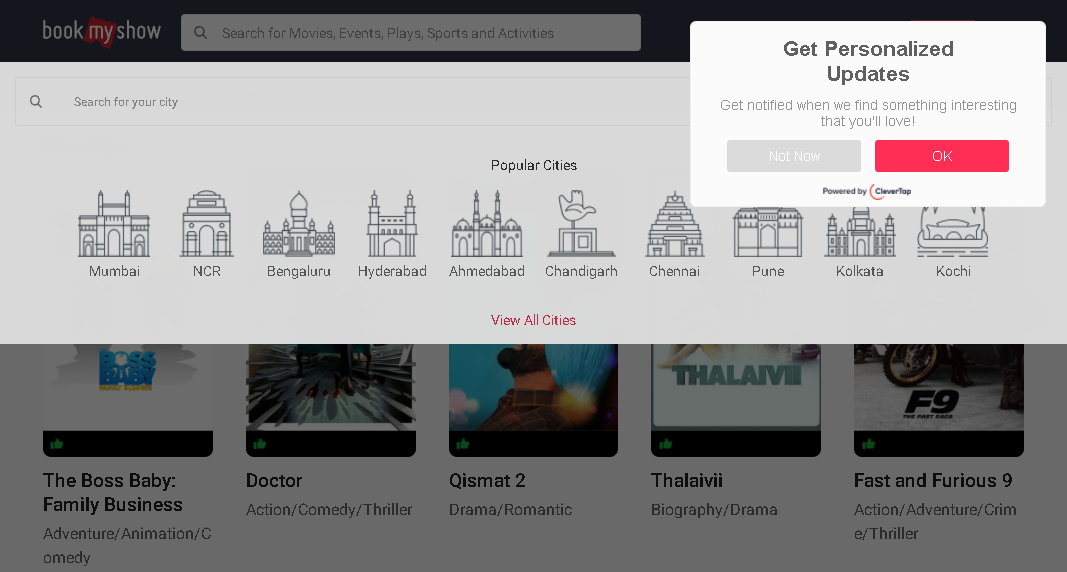 book my show
Search for Movies, Events, Plays, Sports and Activities
Get Personalized
Updates
Get notified when we find something interesting
that you'll love!
Not Now
OK
Powered by CleverTap
Search for your city
Popular Cities
Mumbai
NCR
Bengaluru
Hyderabad
Ahmedabad
Chandigarh
Chennai
Pune
Kolkata
Kochi
View All Cities
BOSS
BABY
FAMILY BUSINESS
THALAIVII
F9
THE FAST SAGA
The Boss Baby:
Family Business
Adventure/Animation/C
omedy
Doctor
Action/Comedy/Thriller
Qismat 2
Drama/Romantic
Thalaivii
Biography/Drama
Fast and Furious 9
Action/Adventure/Crim
e/Thriller